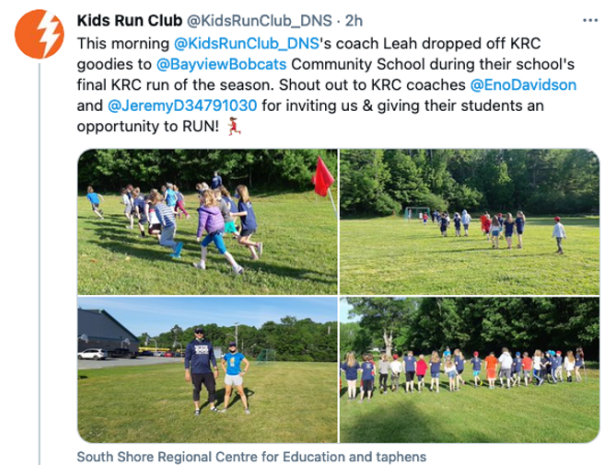 Kids Run Club @KidsRunClub_DNS · 2h
This morning @KidsRunClub_DNS's coach Leah dropped off KRC
goodies to @BayviewBobcats Community School during their school's
final KRC run of the season. Shout out to KRC coaches @EnoDavidson
and @JeremyD34791030 for inviting us & giving their students an
opportunity to RUN!
South Shore Regional Centre for Education and taphens